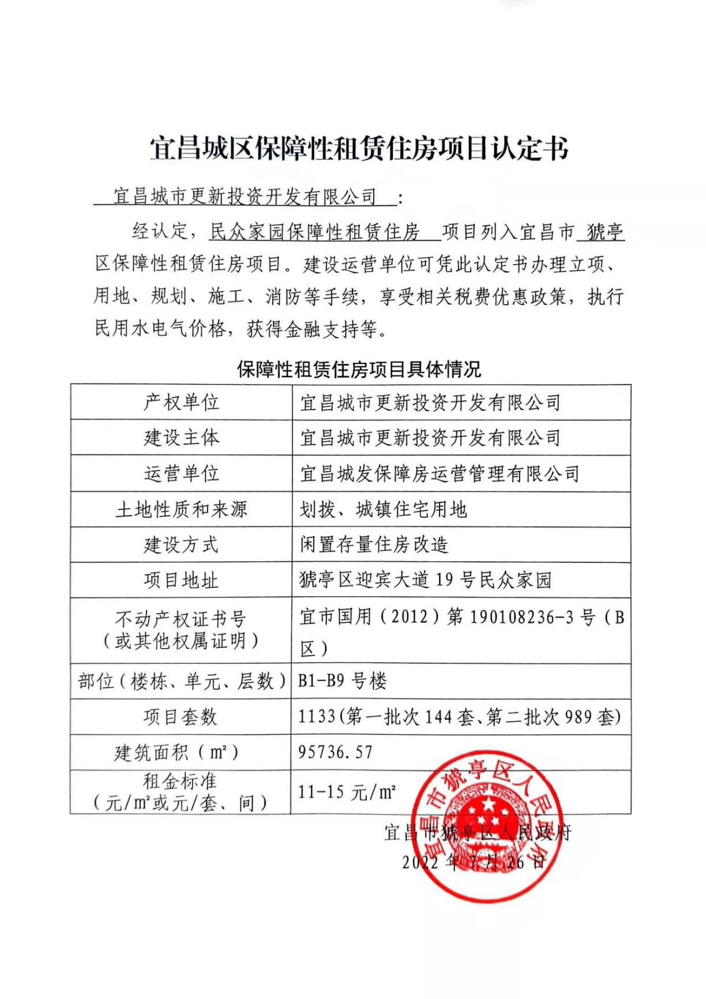 宜昌城区保障性租赁住房项目认定书
宜昌城市更新投资开发有限公司 :
经认定，民众家园保障性租赁住房 项目列入宜昌市 猇亭
区保障性租赁住房项目。建设运营单位可凭此认定书办理立项、
用地、规划、施工、消防等手续，享受相关税费优惠政策，执行
民用水电气价格，获得金融支持等。
保障性租赁住房项目具体情况
产权单位 宜昌城市更新投资开发有限公司
建设主体 宜昌城市更新投资开发有限公司
运营单位 宜昌城发保障房运营管理有限公司
土地性质和来源 划拨、城镇住宅用地
建设方式 闲置存量住房改造
项目地址 猇亭区迎宾大道 19 号民众家园
不动产权证书号
（或其他权属证明）
宜市国用（2012）第 190108236-3 号（B
区）
部位（楼栋、单元、层数） B1-B9 号楼
项目套数 1133(第一批次 144 套、第二批次 989 套)
建筑面积（㎡） 95736.57
租金标准
（元/㎡或元/套、间）
11-15 元/㎡
宜昌市猇亭区人民政府
2022 年 7 月 26 日
宜昌市猇亭区人民政府